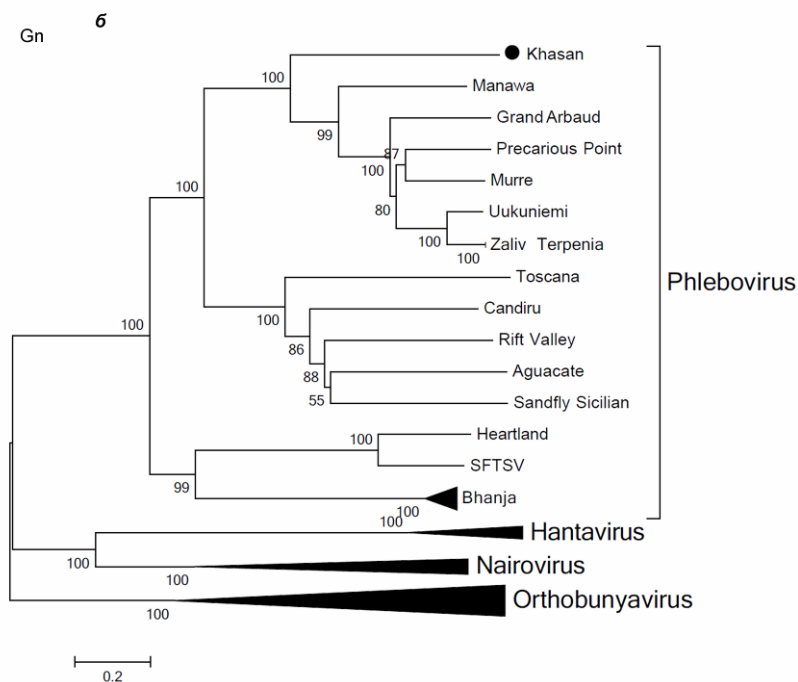 б
Gn
Khasan
100
Manawa
99
Grand Arbaud
87
Precarious Point
100
Murre
100
80
Uukuniemi
100
Zaliv Terpenia
100
Toscana
Phlebovirus
100
Candiru
100
86
Rift Valley
88
Aguacate
55
Sandfly Sicilian
100
Heartland
SFTSV
99
Bhanja
100
100
Hantavirus
100
Nairovirus
100
Orthobunyavirus
100
0.2